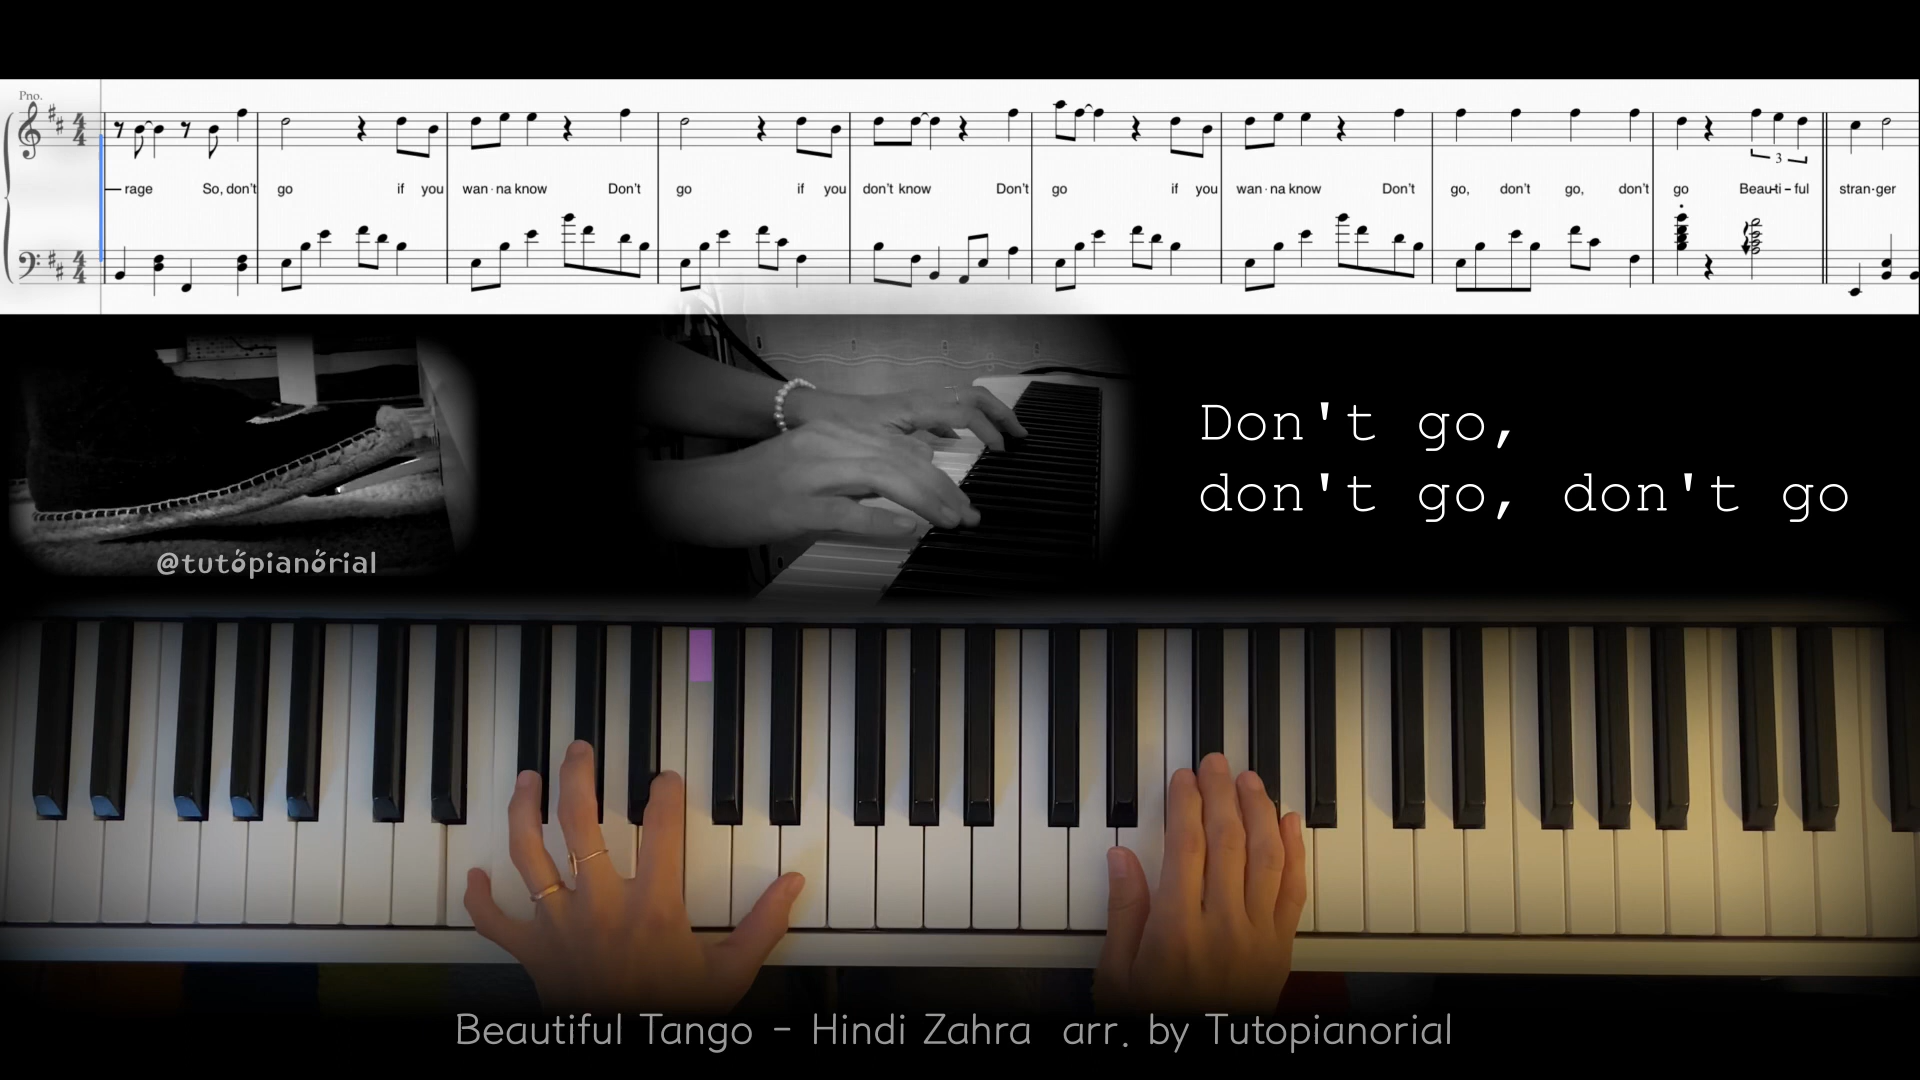 Pno.
rage So, don't go if you wan - na know Don't go if you don't know Don't go if you wan - na know Don't go, don't go, don't go Beau-ti-ful stran-ger
3
Don't go,
don't go, don't go
@tutópianórial
Beautiful Tango - Hindi Zahra arr. by Tutopianorial